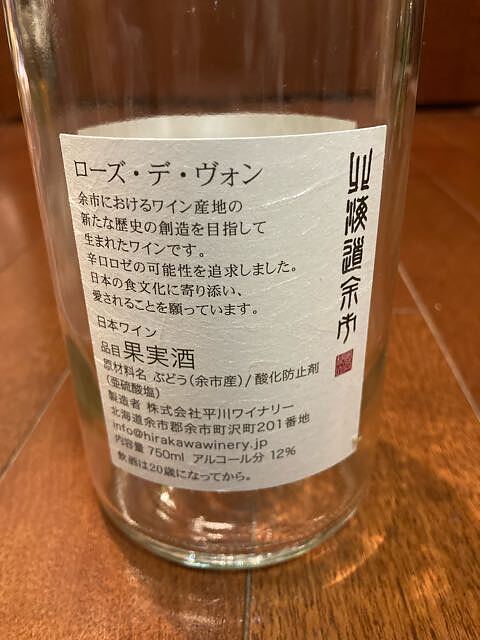 ローズ・デ・ヴォン
余市におけるワイン産地の
新たな歴史の創造を目指して
生まれたワインです。
辛口ロゼの可能性を追求しました。
日本の食文化に寄り添い、
愛されることを願っています。
日本ワイン
品目 果実酒
原材料名 ぶどう(余市産)/酸化防止剤
(亜硫酸塩)
製造者 株式会社平川ワイナリー
北海道余市郡余市町沢町201番地
info@hirakawawinery.jp
内容量 750ml アルコール分 12%
飲酒は20歳になってから。
北海道余市